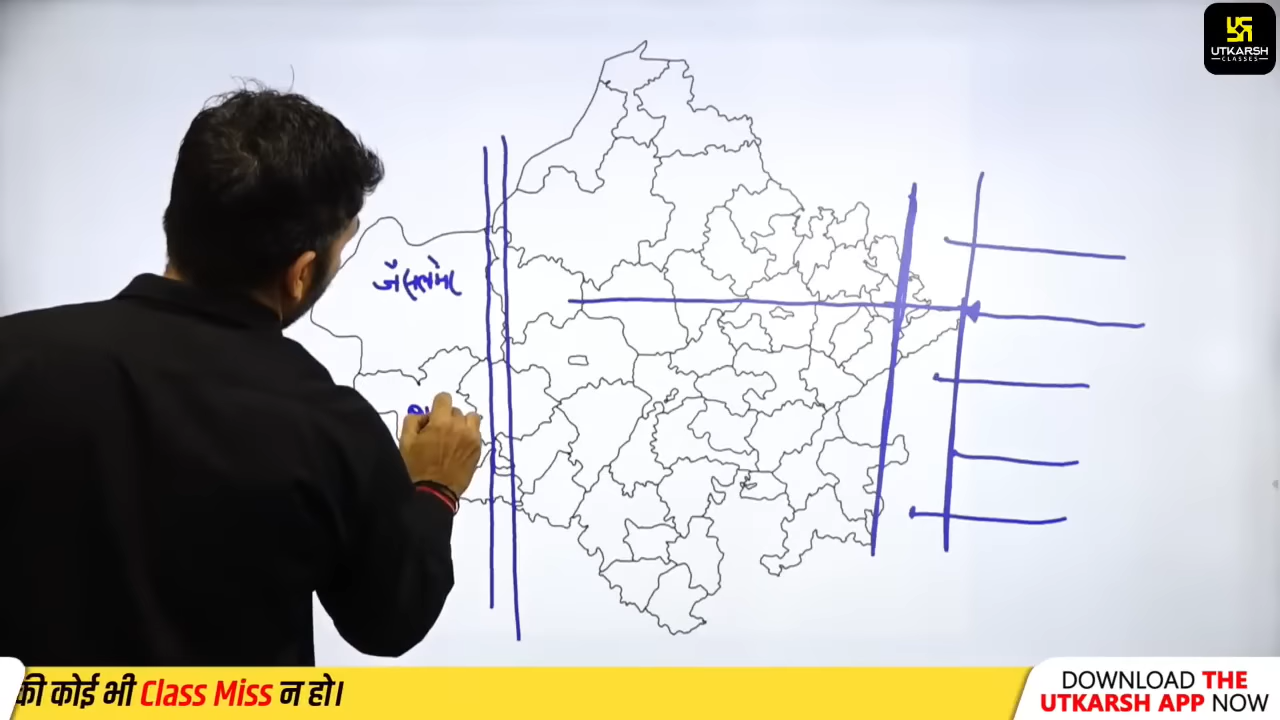 UTKARSH
CLASSES
जैसलमेर
की कोई भी Class Miss न हो।
DOWNLOAD THE
UTKARSH APP NOW